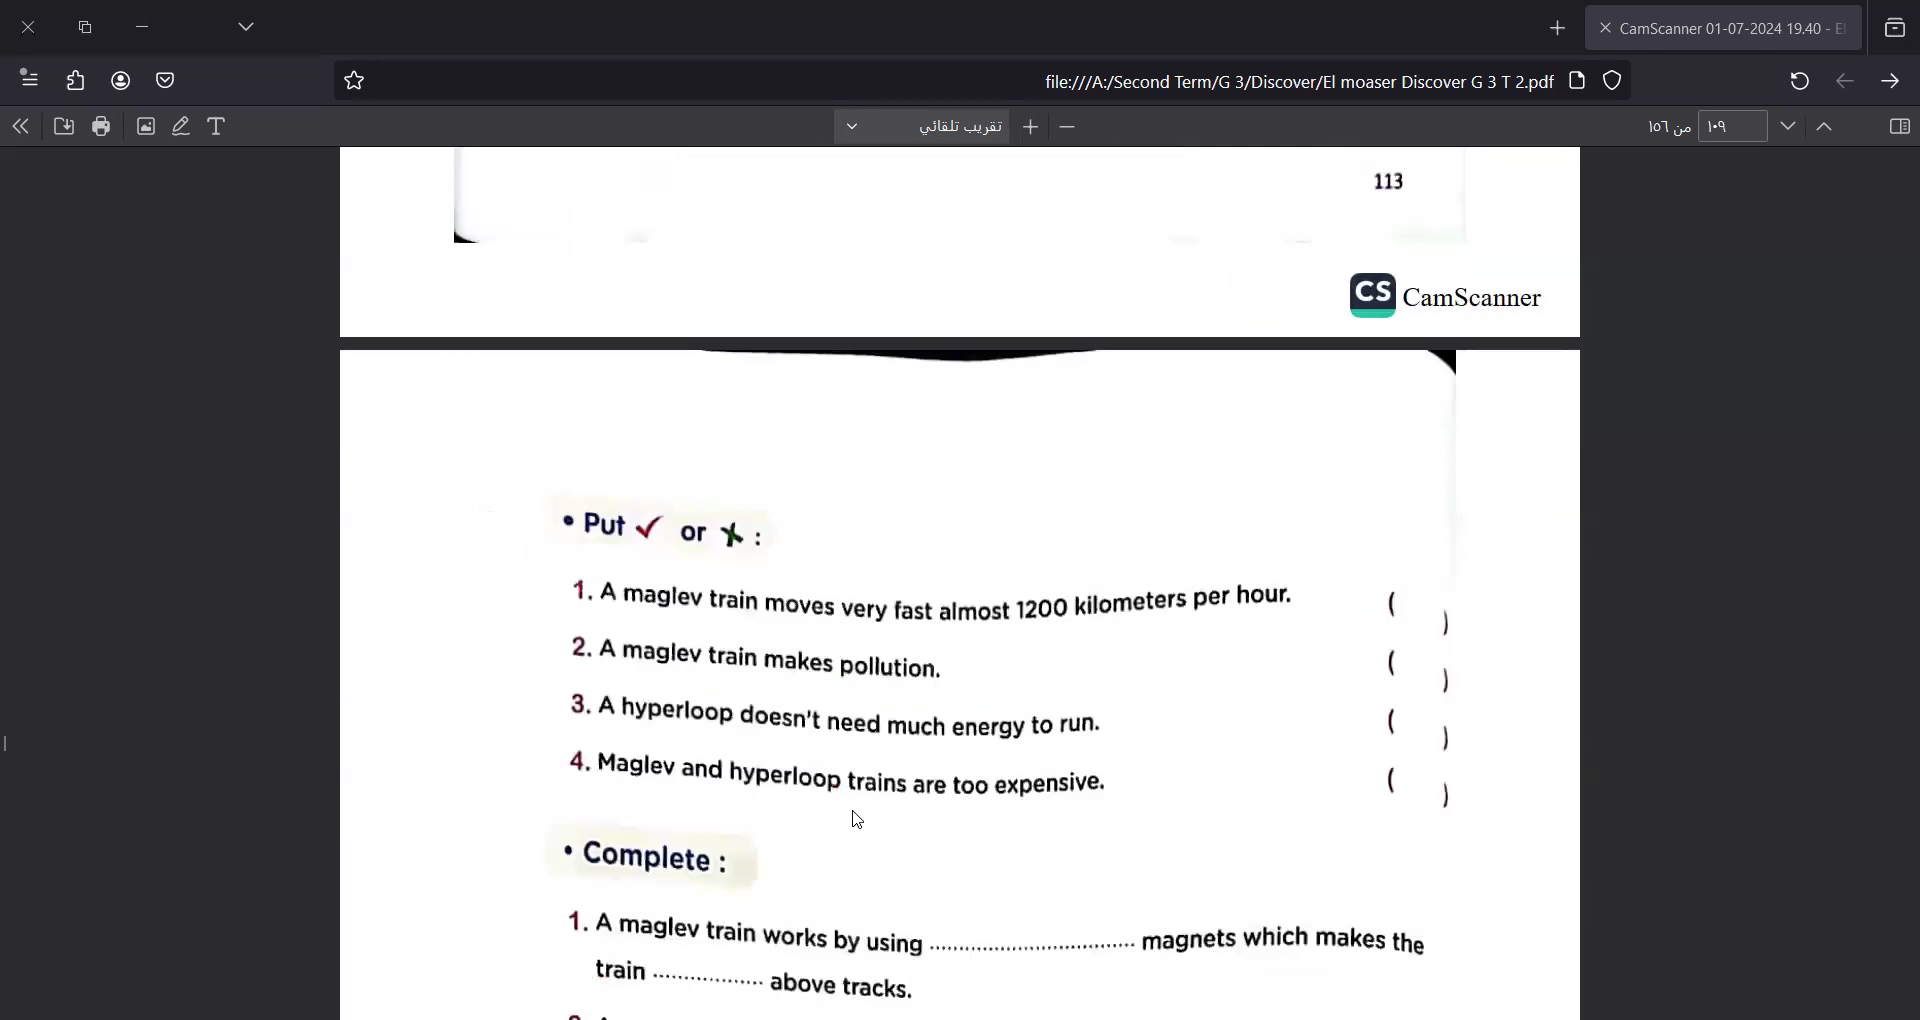 CamScanner 01-07-2024 19.40 - El
file:///A:/Second Term/G 3/Discover/El moaser Discover G 3 T 2.pdf
تقريب تلقائي
١٠٩ من ١٥٦
113
CS CamScanner
• Put ✓ or ✗ :
1. A maglev train moves very fast almost 1200 kilometers per hour. ( )
2. A maglev train makes pollution. ( )
3. A hyperloop doesn't need much energy to run. ( )
4. Maglev and hyperloop trains are too expensive. ( )
• Complete :
1. A maglev train works by using .................................. magnets which makes the
train .................. above tracks.